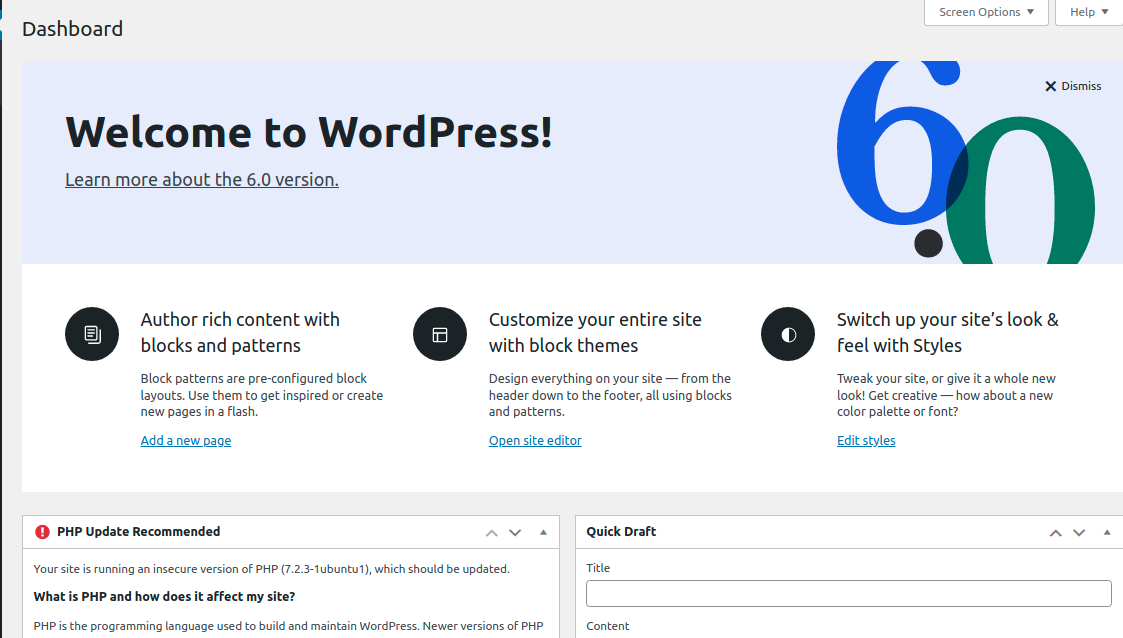 Screen Options
Help
Dashboard
Dismiss
6.0
Welcome to WordPress!
Learn more about the 6.0 version.
Author rich content with
blocks and patterns
Block patterns are pre-configured block
layouts. Use them to get inspired or create
new pages in a flash.
Add a new page
Customize your entire site
with block themes
Design everything on your site — from the
header down to the footer, all using blocks
and patterns.
Open site editor
Switch up your site’s look &
feel with Styles
Tweak your site, or give it a whole new
look! Get creative — how about a new
color palette or font?
Edit styles
PHP Update Recommended
Your site is running an insecure version of PHP (7.2.3-1ubuntu1), which should be updated.
What is PHP and how does it affect my site?
PHP is the programming language used to build and maintain WordPress. Newer versions of PHP
Quick Draft
Title
Content